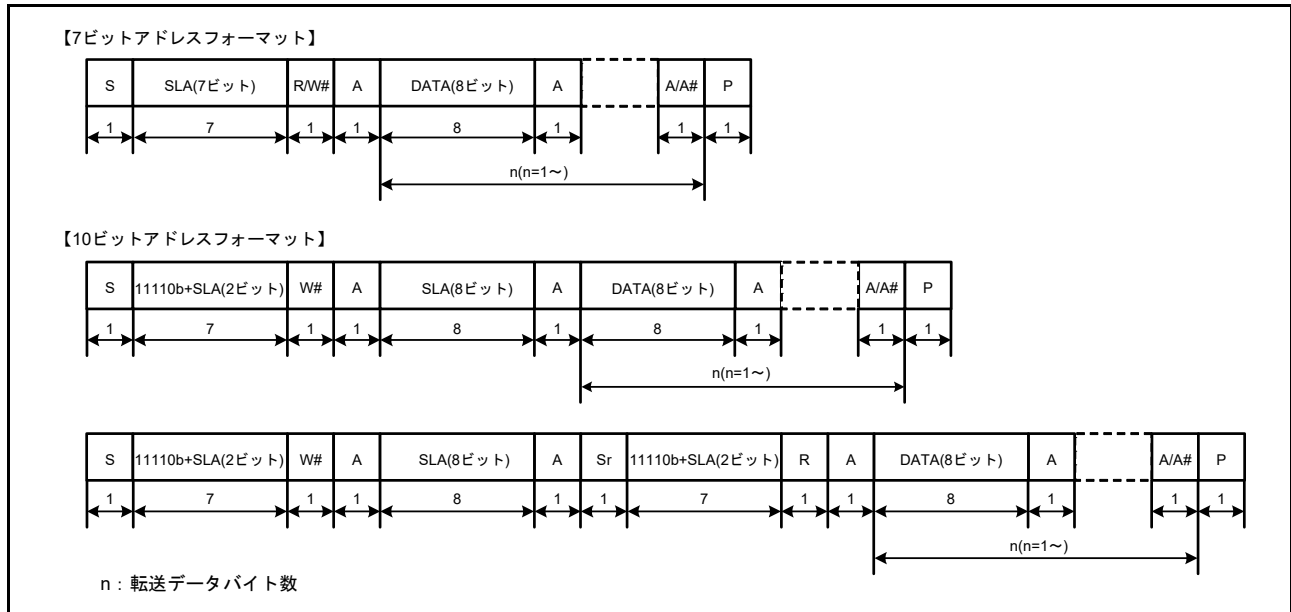 【7ビットアドレスフォーマット】
S SLA(7ビット) R/W# A DATA(8ビット) A A/A# P
1 7 1 1 8 1 1 1
n(n=1～)
【10ビットアドレスフォーマット】
S 11110b+SLA(2ビット) W# A SLA(8ビット) A DATA(8ビット) A A/A# P
1 7 1 1 8 1 8 1 1 1
n(n=1～)
S 11110b+SLA(2ビット) W# A SLA(8ビット) A Sr 11110b+SLA(2ビット) R A DATA(8ビット) A A/A# P
1 7 1 1 8 1 1 7 1 1 8 1 1 1
n(n=1～)
n：転送データバイト数